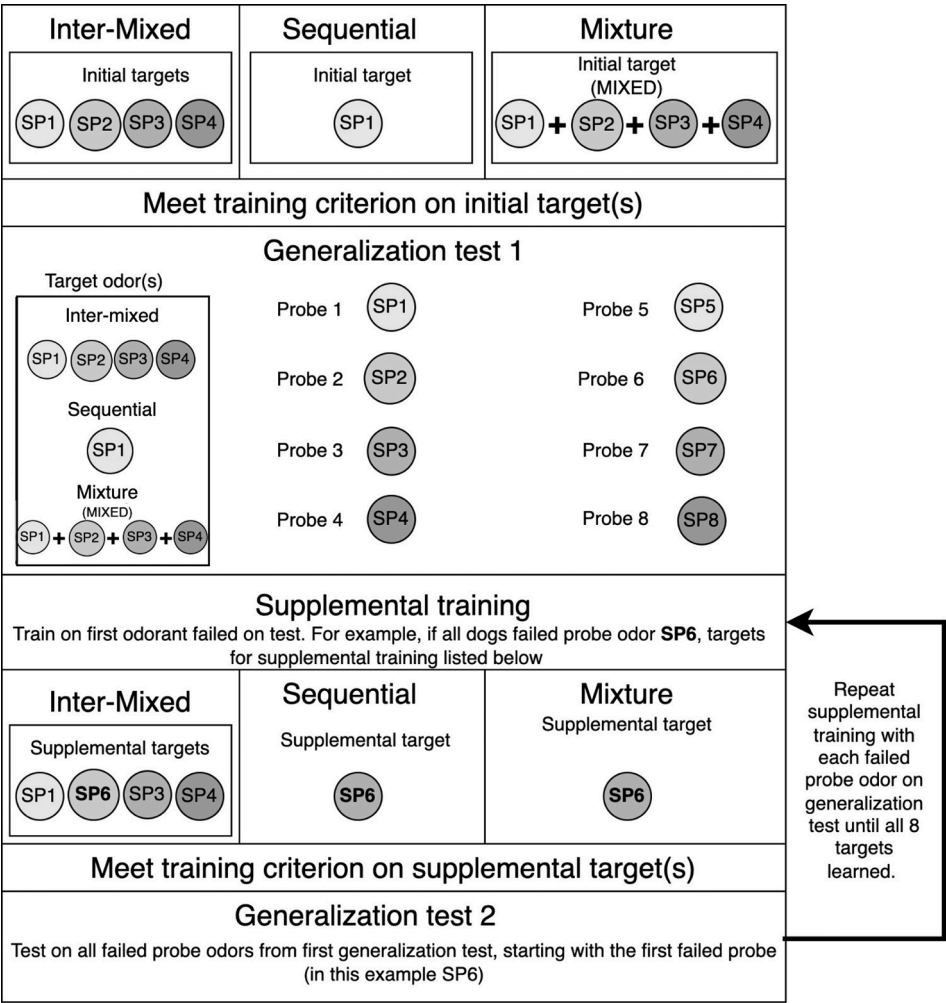 Inter-Mixed
Sequential
Mixture
Initial targets
Initial target
Initial target
(MIXED)
SP1 SP2 SP3 SP4
SP1
SP1 + SP2 + SP3 + SP4
Meet training criterion on initial target(s)
Generalization test 1
Target odor(s)
Inter-mixed
SP1 SP2 SP3 SP4
Sequential
SP1
Mixture
(MIXED)
SP1 + SP2 + SP3 + SP4
Probe 1 SP1
Probe 2 SP2
Probe 3 SP3
Probe 4 SP4
Probe 5 SP5
Probe 6 SP6
Probe 7 SP7
Probe 8 SP8
Supplemental training
Train on first odorant failed on test. For example, if all dogs failed probe odor SP6, targets
for supplemental training listed below
Inter-Mixed
Sequential
Mixture
Supplemental targets
Supplemental target
Supplemental target
SP1 SP6 SP3 SP4
SP6
SP6
Meet training criterion on supplemental target(s)
Generalization test 2
Test on all failed probe odors from first generalization test, starting with the first failed probe
(in this example SP6)
Repeat
supplemental
training with
each failed
probe odor on
generalization
test until all 8
targets
learned.